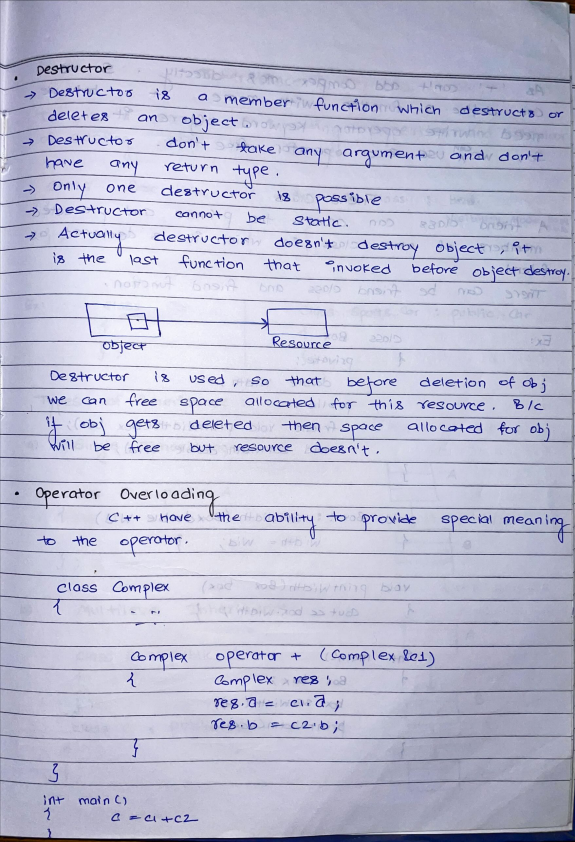 • Destructor
→ Destructor is a member function which destructs or
deletes an object.
→ Destructor don't take any argument and don't
have any return type.
→ Only one destructor is possible
→ Destructor cannot be static.
→ Actually destructor doesn't destroy object, it
is the last function that invoked before object destroy.
object Resource
Destructor is used, so that before deletion of obj
we can free space allocated for this resource. B/c
if obj gets deleted then space allocated for obj
will be free but resource doesn't.
• Operator Overloading
C++ have the ability to provide special meaning
to the operator.
class Complex
{ - --
Complex operator + (Complex &c1)
{ Complex res;
res.a = c1.a;
res.b = c2.b;
}
}
int main()
{ c = c1 + c2
}